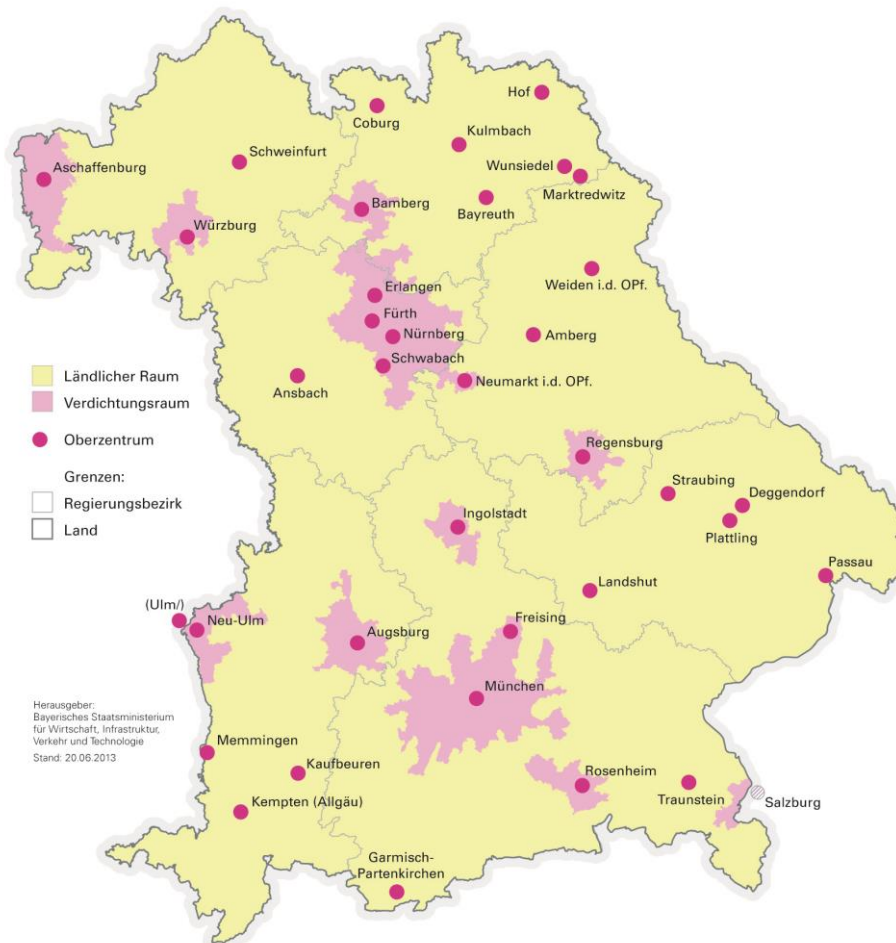 Hof
Coburg
Kulmbach
Schweinfurt
Wunsiedel
Aschaffenburg
Marktredwitz
Bamberg
Bayreuth
Würzburg
Weiden i.d. OPf.
Erlangen
Fürth
Nürnberg
Amberg
Schwabach
Ländlicher Raum
Neumarkt i.d. OPf.
Ansbach
Verdichtungsraum
Oberzentrum
Regensburg
Grenzen:
Straubing
Deggendorf
Regierungsbezirk
Ingolstadt
Land
Plattling
Passau
Landshut
(Ulm/)
Neu-Ulm
Freising
Augsburg
München
Herausgeber:
Bayerisches Staatsministerium
für Wirtschaft, Infrastruktur,
Verkehr und Technologie
Stand: 20.06.2013
Memmingen
Kaufbeuren
Rosenheim
Traunstein
Salzburg
Kempten (Allgäu)
Garmisch-
Partenkirchen